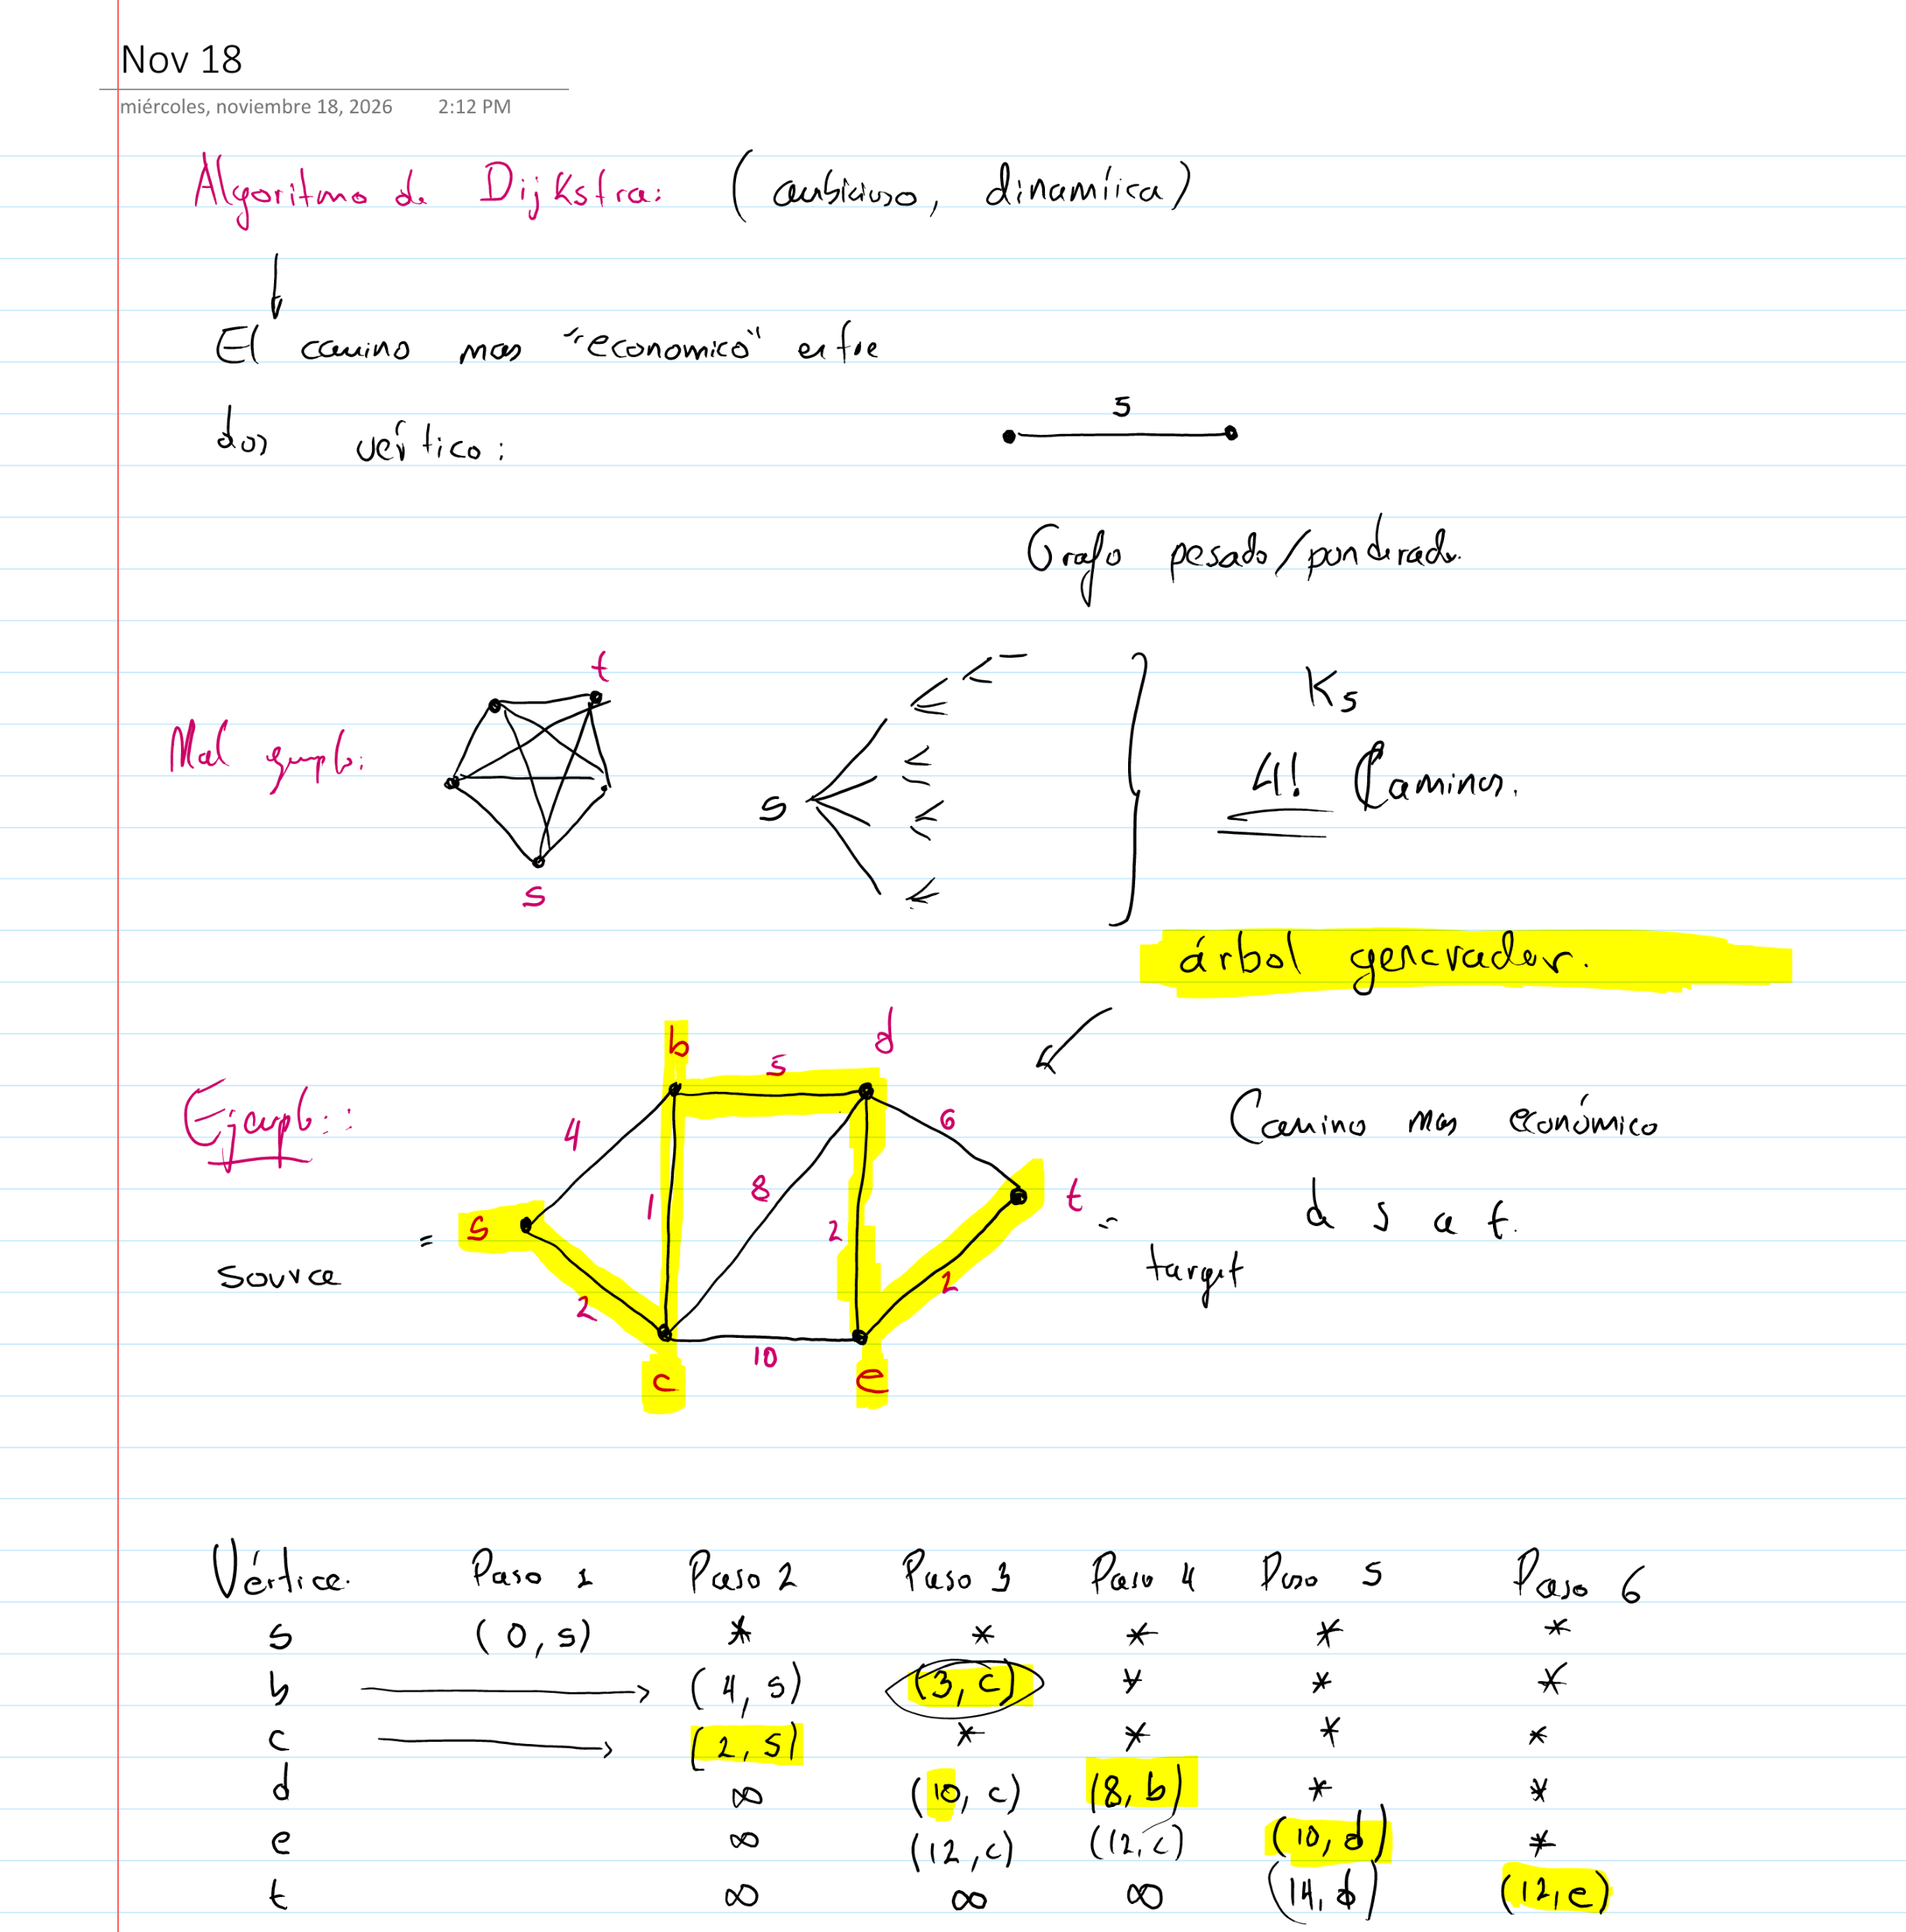 Nov 18
miércoles, noviembre 18, 2026 2:12 PM
Algoritmo de Dijkstra: (ambicioso, dinamíica)
El camino mas "economico" entre
dos vértico:
5
Grafo pesado/ponderado.
t
Mal ejemplo:
s
s
K5
4! Caminos.
árbol generador.
Ejemplo::
b
d
5
4
6
1
8
2
s
t
= source
= target
2
2
10
c
e
Camino mas económico
de s a t.
Vértice. Paso 1 Paso 2 Paso 3 Paso 4 Paso 5 Paso 6
s (0,s) * * * * *
b (4,s) (3,c) * * *
c (2,s) * * * *
d ∞ (10,c) (8,b) * *
e ∞ (12,c) (12,c) (10,d) *
t ∞ ∞ ∞ (14,d) (12,e)